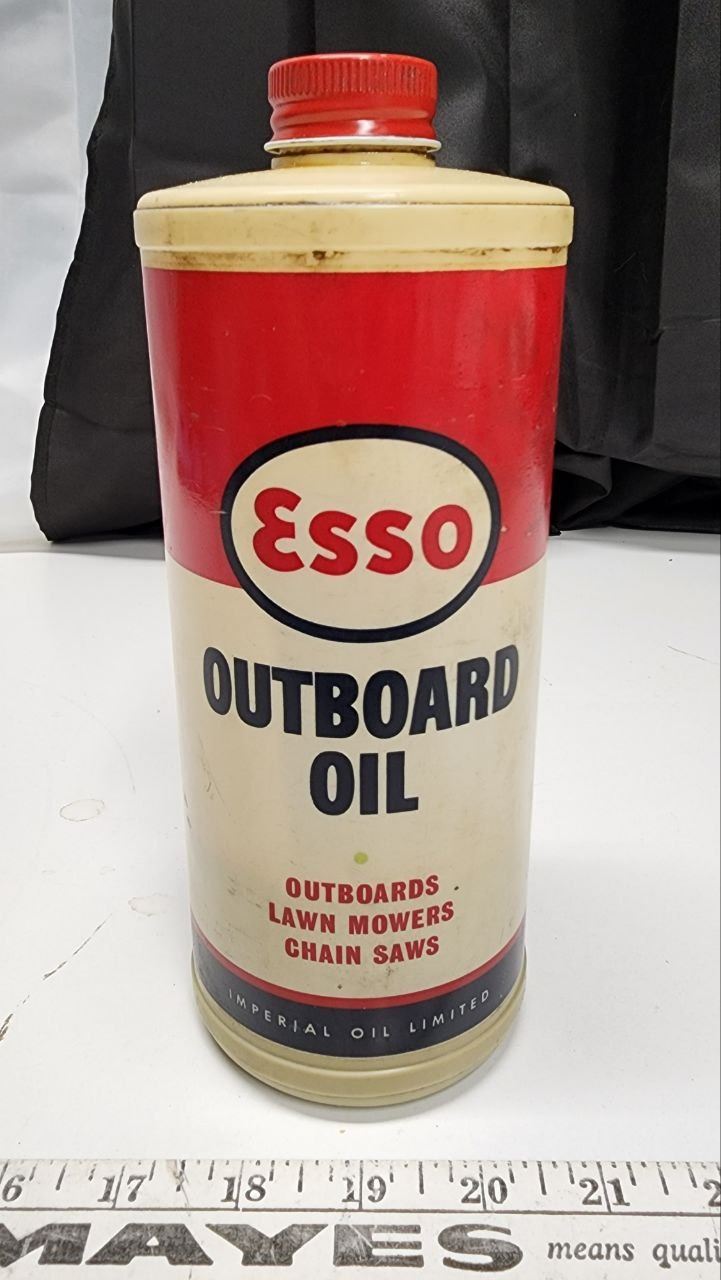 Esso
OUTBOARD
OIL
OUTBOARDS
LAWN MOWERS
CHAIN SAWS
IMPERIAL OIL LIMITED
17 18 19 20 21
MAYES means quali